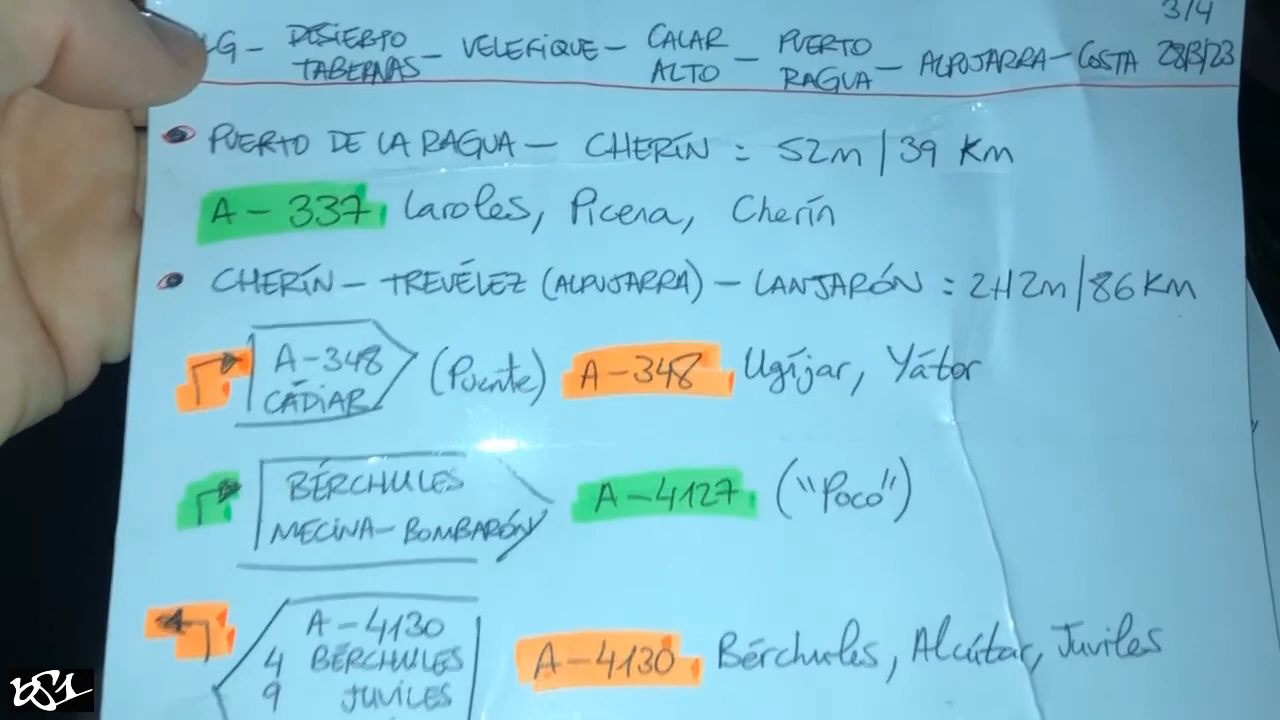 3/4
LG - DESIERTO TABERNAS - VELEFIQUE - CALAR ALTO - PUERTO RAGUA - ALPUJARRA - COSTA 28/3/23
PUERTO DE LA RAGUA - CHERÍN : 52m / 39 KM
A-337 Laroles, Picena, Cherín
CHERÍN - TREVÉLEZ (ALPUJARRA) - LANJARÓN : 2H2m / 86 KM
A-348
CÁDIAR
(Puente) A-348 Ugíjar, Yátor
BÉRCHULES
MECINA-BOMBARÓN
A-4127 ("Poco")
A-4130
4 BÉRCHULES
9 JUVILES
A-4130 Bérchules, Alcútar, Juviles
BS1